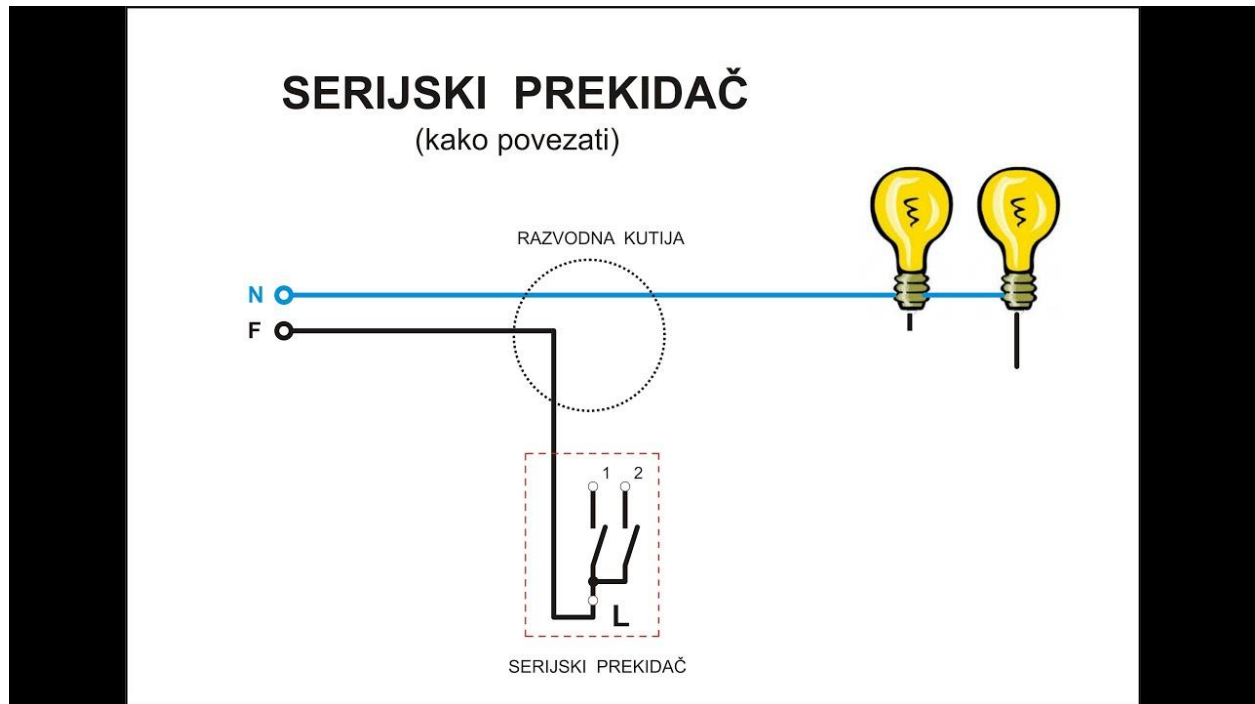 SERIJSKI PREKIDAČ
(kako povezati)
RAZVODNA KUTIJA
N
F
1 2
L
SERIJSKI PREKIDAČ